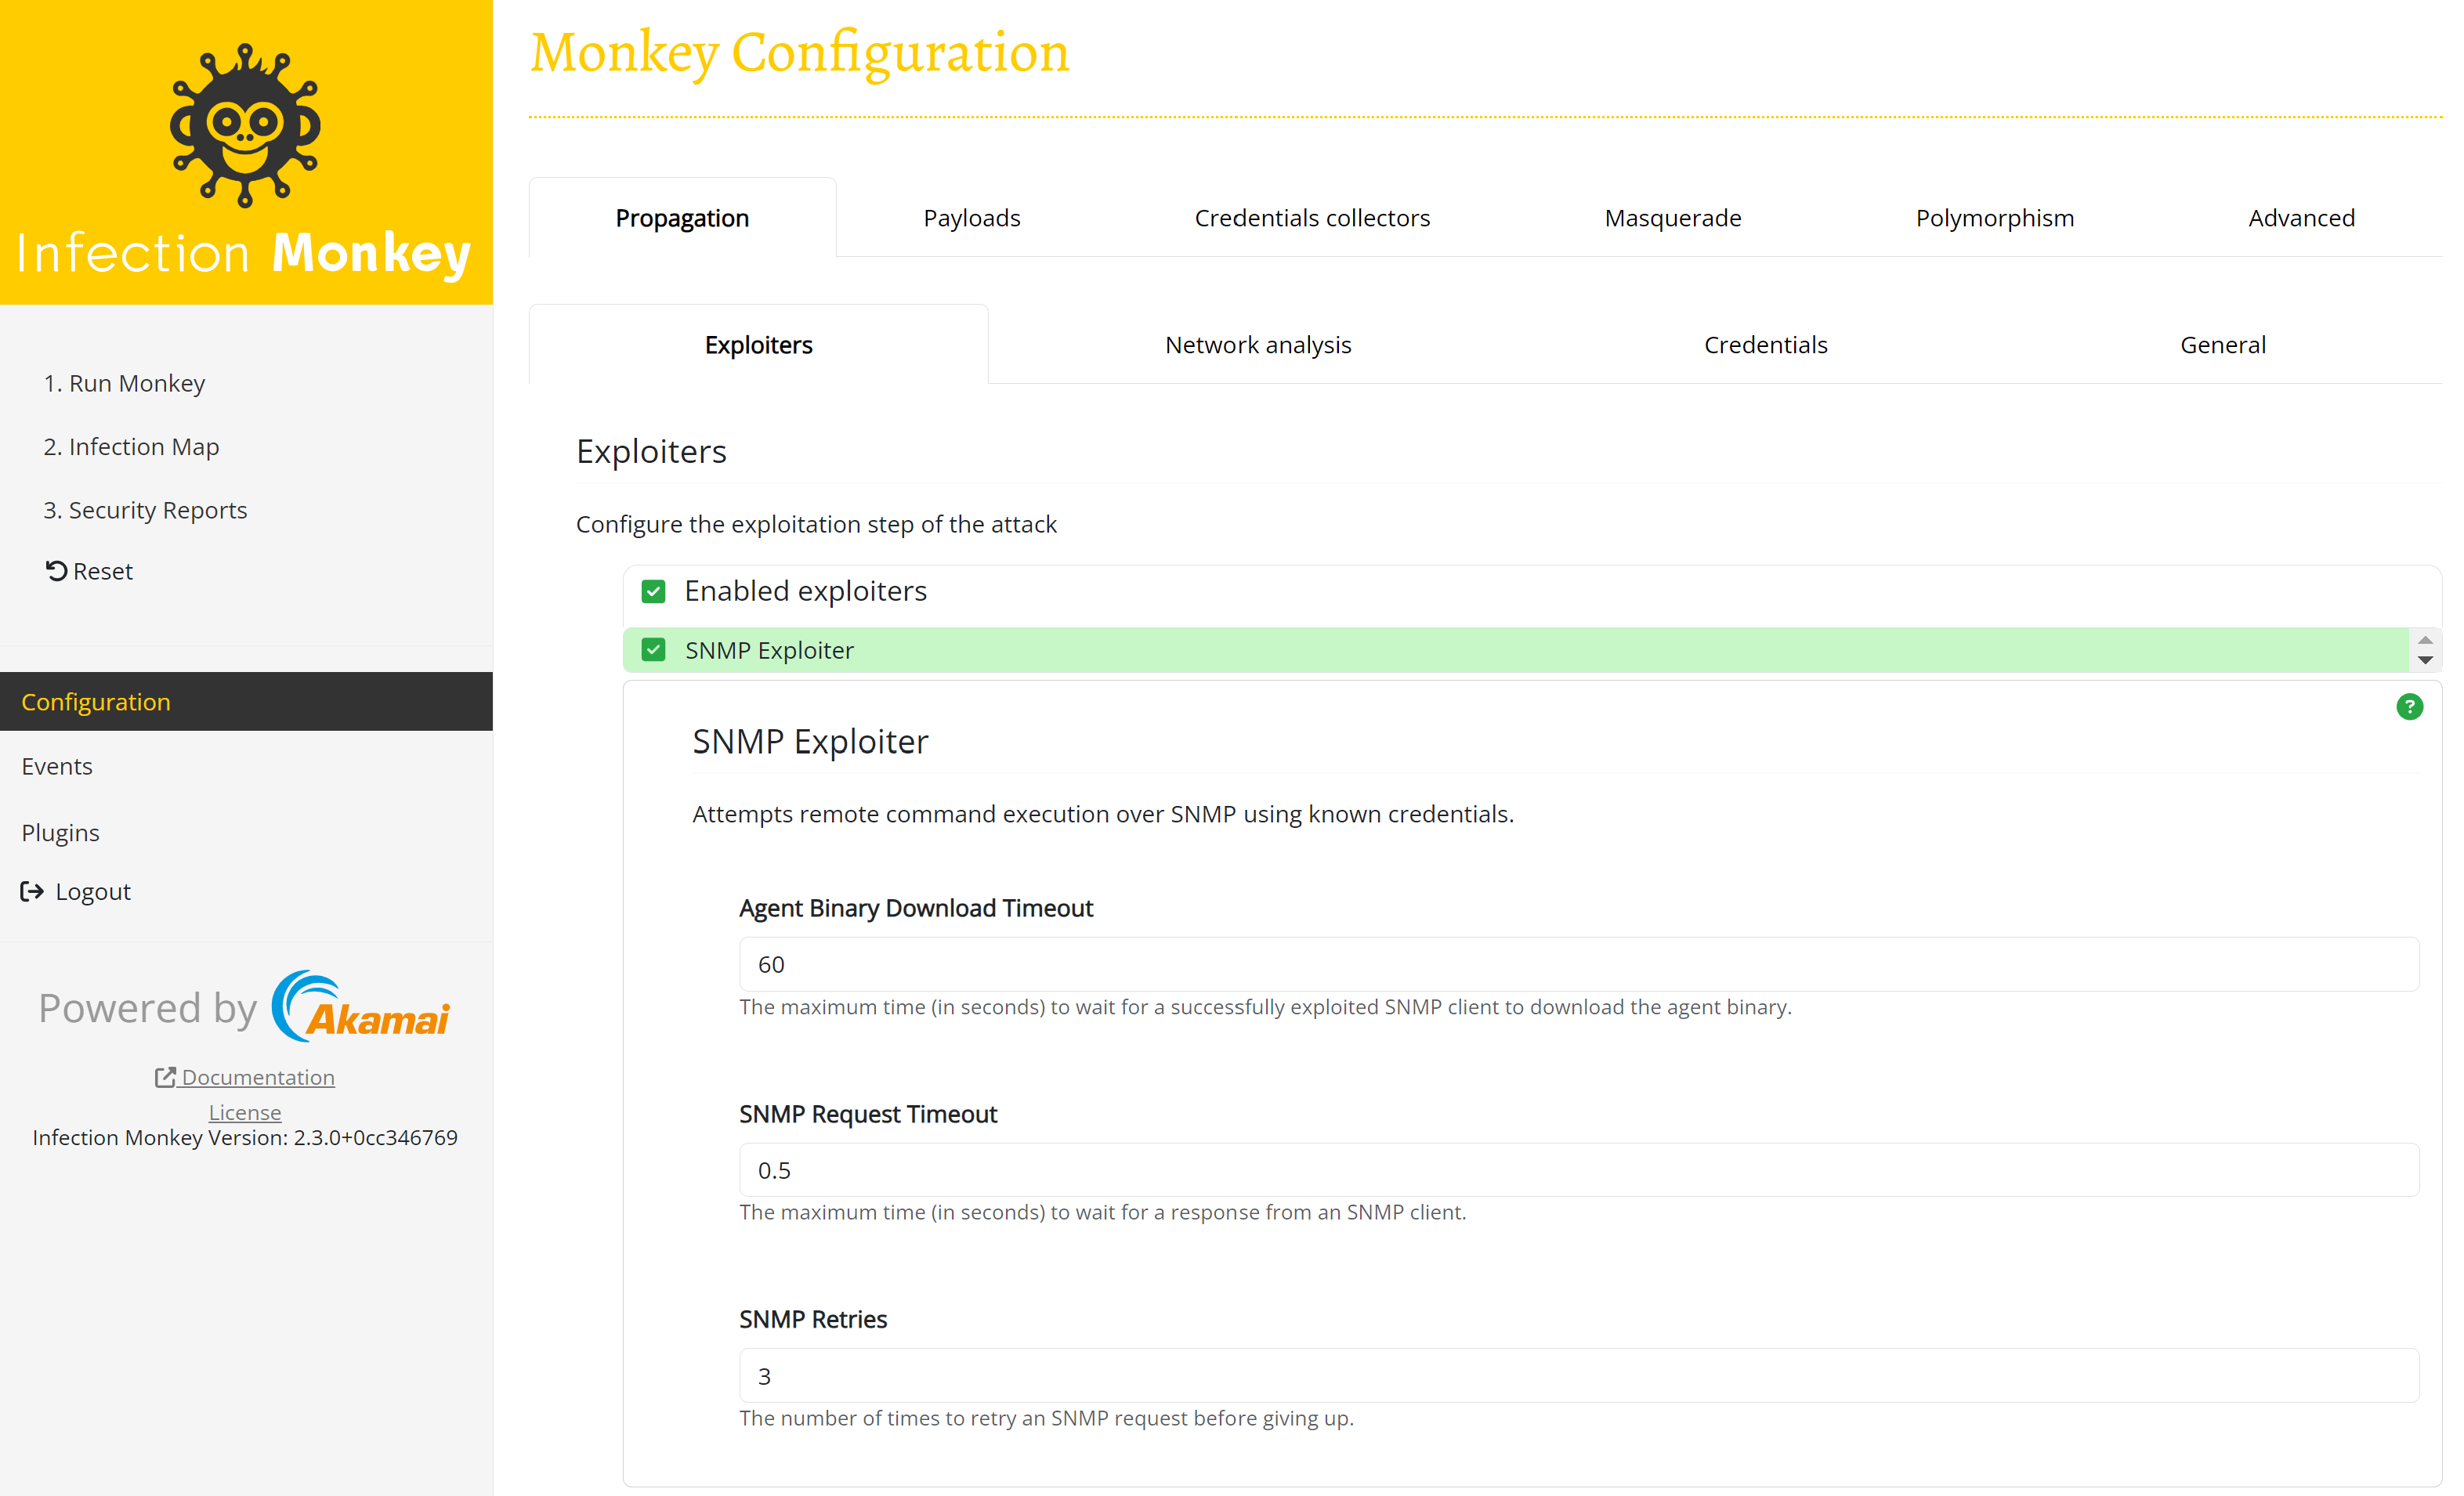 Infection Monkey
1. Run Monkey
2. Infection Map
3. Security Reports
Reset
Configuration
Events
Plugins
Logout
Powered by Akamai
Documentation
License
Infection Monkey Version: 2.3.0+0cc346769
Monkey Configuration
Propagation Payloads Credentials collectors Masquerade Polymorphism Advanced
Exploiters Network analysis Credentials General
Exploiters
Configure the exploitation step of the attack
Enabled exploiters
SNMP Exploiter
?
SNMP Exploiter
Attempts remote command execution over SNMP using known credentials.
Agent Binary Download Timeout
60
The maximum time (in seconds) to wait for a successfully exploited SNMP client to download the agent binary.
SNMP Request Timeout
0.5
The maximum time (in seconds) to wait for a response from an SNMP client.
SNMP Retries
3
The number of times to retry an SNMP request before giving up.